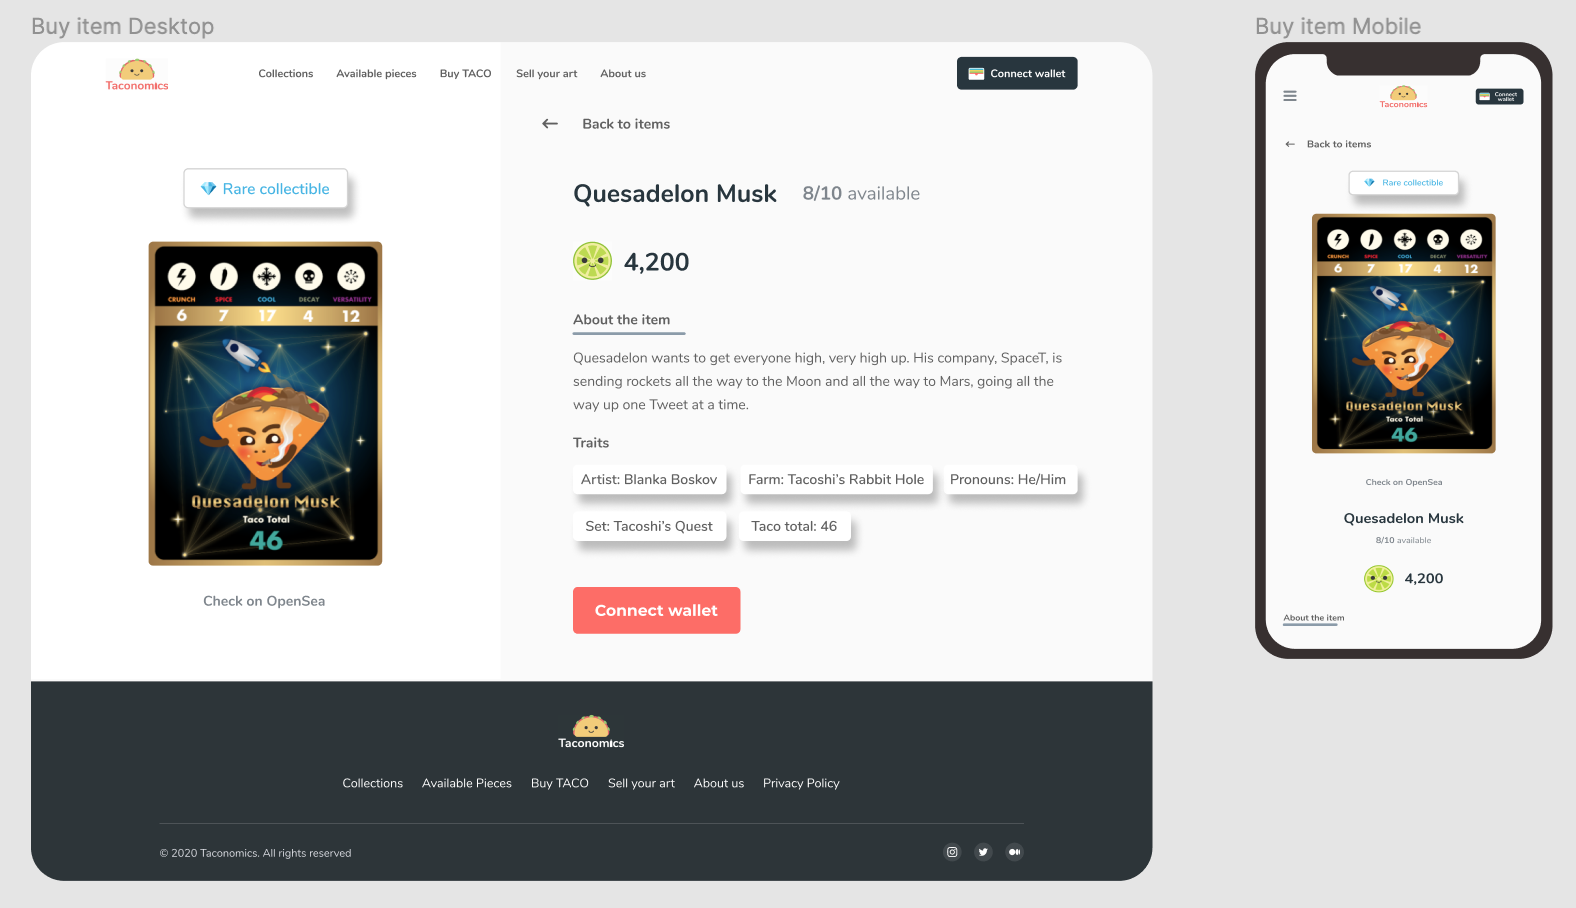 Buy item Desktop
Taconomics
Collections Available pieces Buy TACO Sell your art About us
Connect wallet
Back to items
Rare collectible
CRUNCH SPICE COOL DECAY VERSATILITY
6 7 17 4 12
Quesadelon Musk
Taco Total
46
Check on OpenSea
Quesadelon Musk 8/10 available
4,200
About the item
Quesadelon wants to get everyone high, very high up. His company, SpaceT, is
sending rockets all the way to the Moon and all the way to Mars, going all the
way up one Tweet at a time.
Traits
Artist: Blanka Boskov Farm: Tacoshi's Rabbit Hole Pronouns: He/Him
Set: Tacoshi's Quest Taco total: 46
Connect wallet
Taconomics
Collections Available Pieces Buy TACO Sell your art About us Privacy Policy
© 2020 Taconomics. All rights reserved
Buy item Mobile
Taconomics
Connect
wallet
Back to items
Rare collectible
CRUNCH SPICE COOL DECAY VERSATILITY
6 7 17 4 12
Quesadelon Musk
Taco Total
46
Check on OpenSea
Quesadelon Musk
8/10 available
4,200
About the item